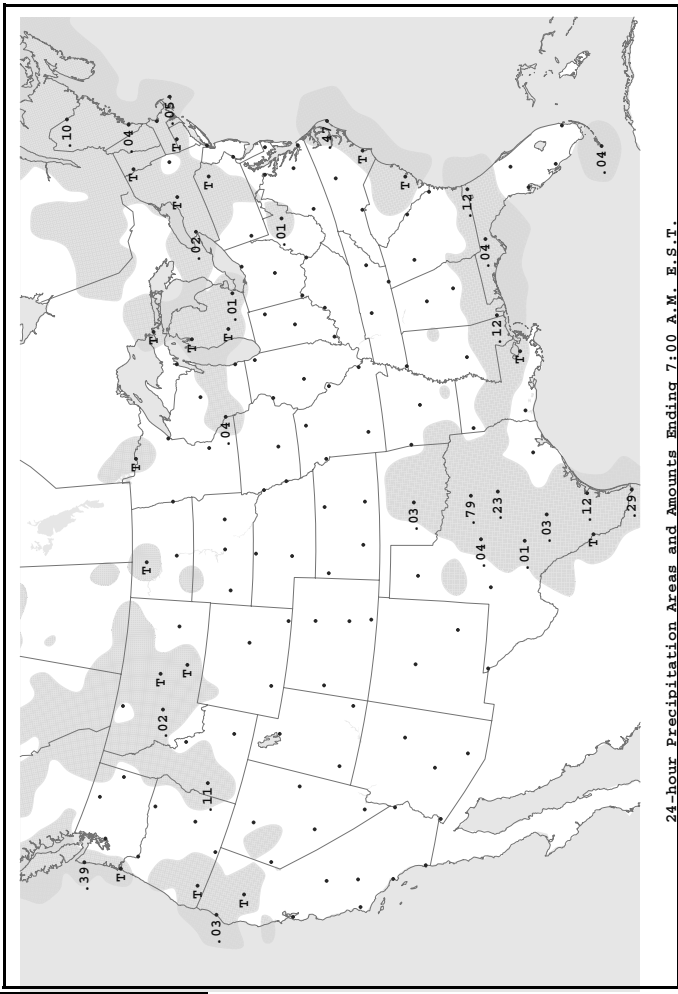 .10
.39
T
.04
T
T
T
T
T
.02
.05
T
T
T
T
.02
T
.11
T
.03
.04
T
.01
T
.01
.47
T
T
.03
.12
.79
.04
.04
.12
.23
T
.01
.03
.12
T
.04
.29
24-hour Precipitation Areas and Amounts Ending 7:00 A.M. E.S.T.